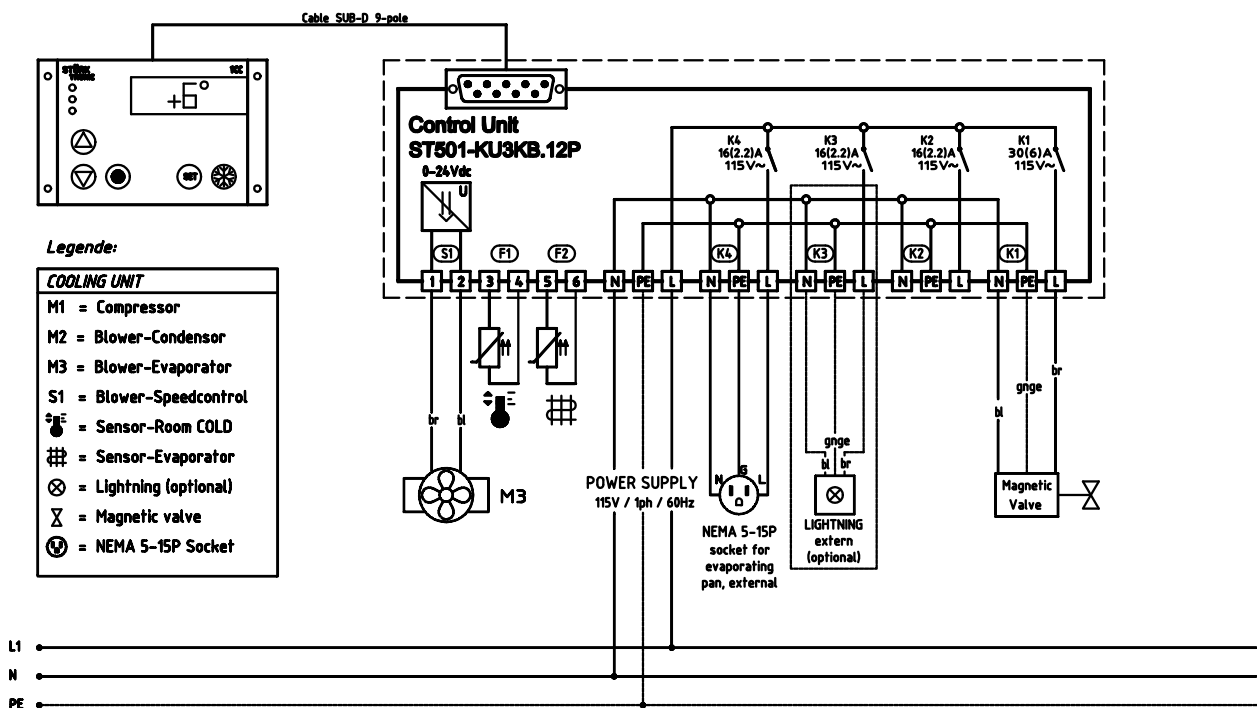 Cable SUB-D 9-pole
STÖRK
TRONIC
+6°
SET
Control Unit
ST501-KU3KB.12P
0-24Vdc
U
K4
16(2.2)A
115V~
K3
16(2.2)A
115V~
K2
16(2.2)A
115V~
K1
30(6)A
115V~
S1 F1 F2 K4 K3 K2 K1
1 2 3 4 5 6 N PE L N PE L N PE L N PE L N PE L
Legende:
COOLING UNIT
M1 = Compressor
M2 = Blower-Condensor
M3 = Blower-Evaporator
S1 = Blower-Speedcontrol
= Sensor-Room COLD
= Sensor-Evaporator
= Lightning (optional)
= Magnetic valve
= NEMA 5-15P Socket
br bl
M3
POWER SUPPLY
115V / 1ph / 60Hz
N G L
NEMA 5-15P
socket for
evaporating
pan, external
gnge
bl br
LIGHTNING
extern
(optional)
br
gnge
bl
Magnetic
Valve
L1
N
PE